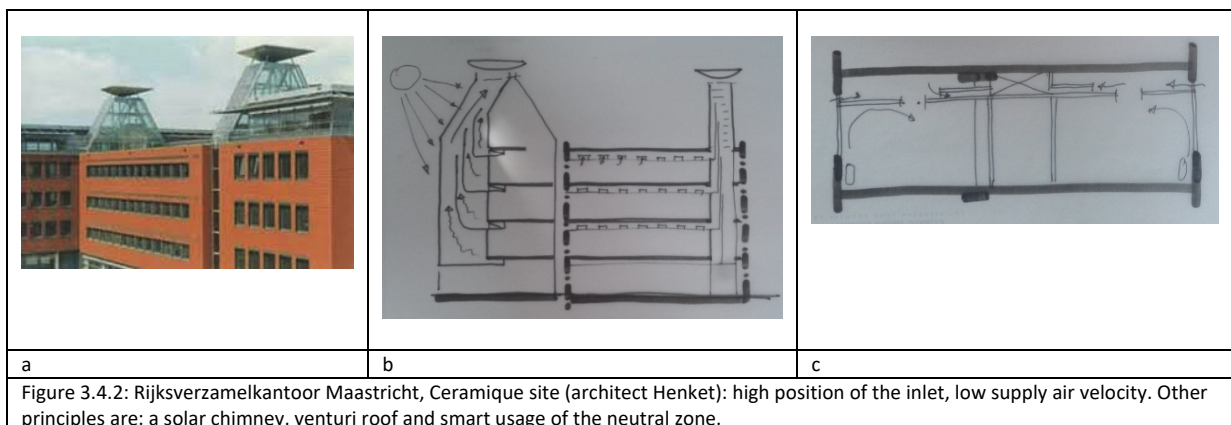 a
b
c
Figure 3.4.2: Rijksverzamelkantoor Maastricht, Ceramique site (architect Henket): high position of the inlet, low supply air velocity. Other
principles are: a solar chimney, venturi roof and smart usage of the neutral zone.